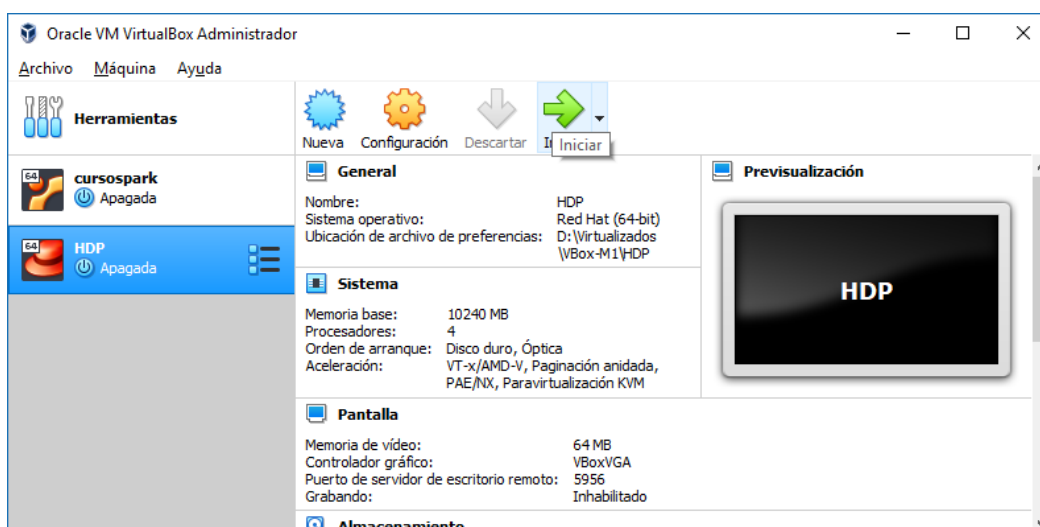 Oracle VM VirtualBox Administrador
Archivo Máquina Ayuda
Herramientas
Nueva Configuración Descartar
Iniciar
64
cursospark
Apagada
64
HDP
Apagada
General
Nombre: HDP
Sistema operativo: Red Hat (64-bit)
Ubicación de archivo de preferencias: D:\Virtualizados
\VBox-M1\HDP
Previsualización
HDP
Sistema
Memoria base: 10240 MB
Procesadores: 4
Orden de arranque: Disco duro, Óptica
Aceleración: VT-x/AMD-V, Paginación anidada,
PAE/NX, Paravirtualización KVM
Pantalla
Memoria de vídeo: 64 MB
Controlador gráfico: VBoxVGA
Puerto de servidor de escritorio remoto: 5956
Grabando: Inhabilitado
Almacenamiento